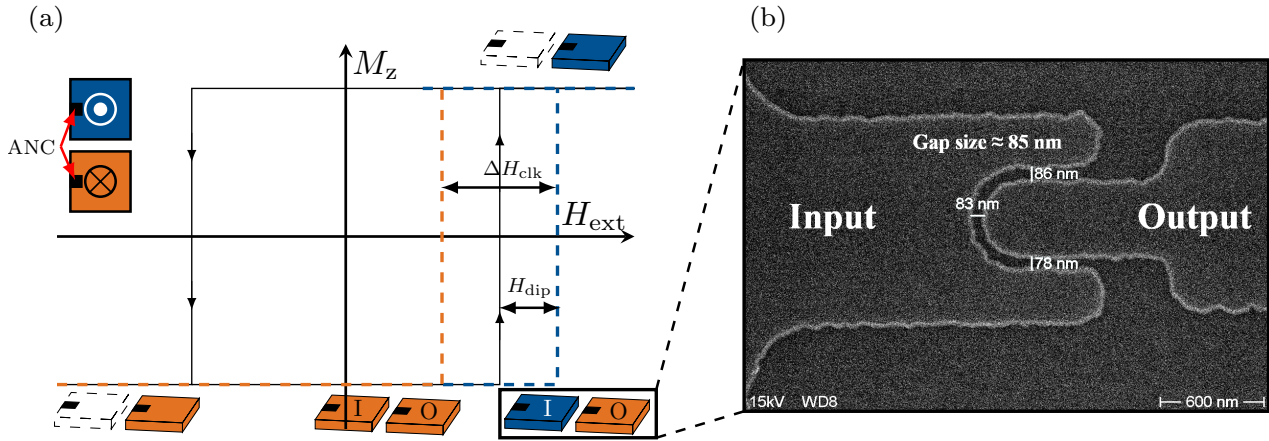 (a)
M_z
ANC
ΔH_clk
H_ext
H_dip
I O
I O
(b)
Gap size ≈ 85 nm
86 nm
83 nm
Input
Output
78 nm
15kV WD8
600 nm